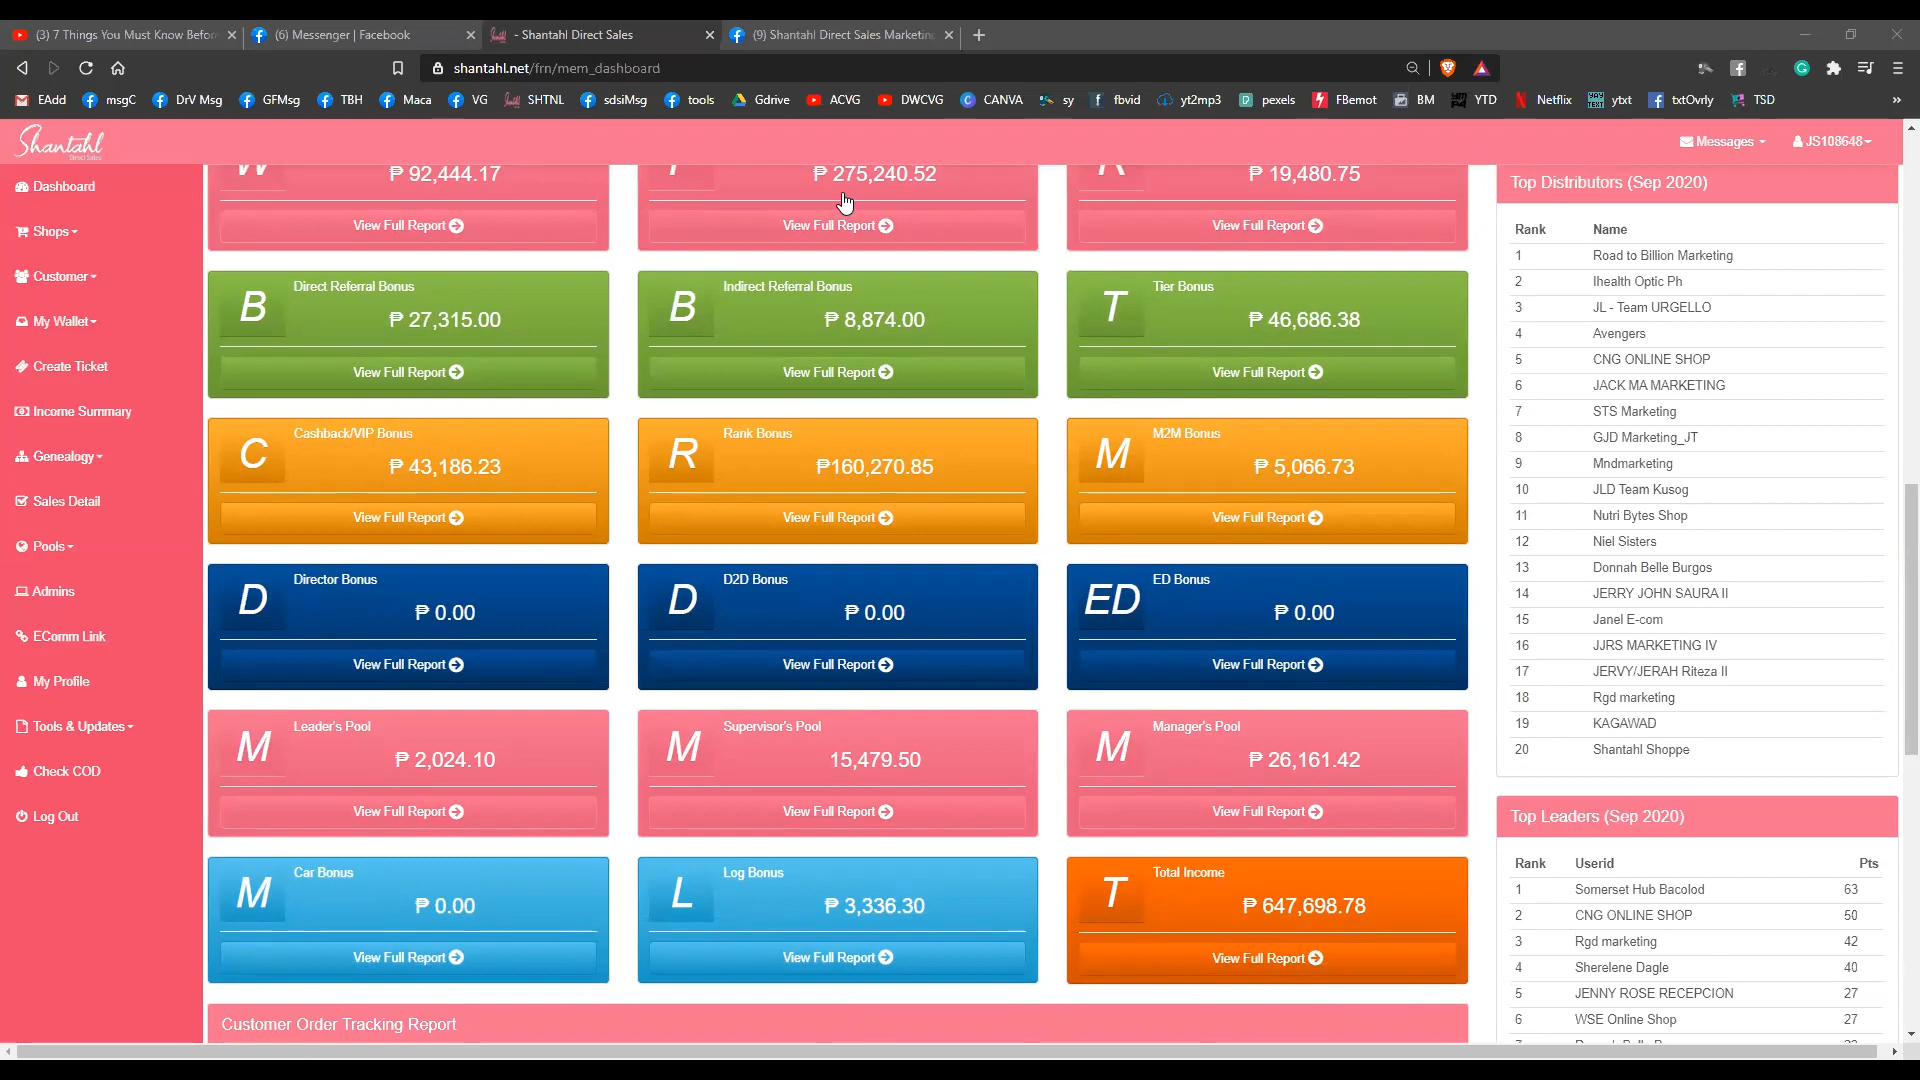 (3) 7 Things You Must Know Befor
(6) Messenger | Facebook
- Shantahl Direct Sales
(9) Shantahl Direct Sales Marketing
shantahl.net/frn/mem_dashboard
EAdd
msgC
DrV Msg
GFMsg
TBH
Maca
VG
SHTNL
sdsiMsg
tools
Gdrive
ACVG
DWCVG
CANVA
sy
fbvid
yt2mp3
pexels
FBemot
BM
YTD
Netflix
ytxt
txtOvrly
TSD
Shantahl
Direct Sales
Messages
JS108648
Dashboard
Shops
Customer
My Wallet
Create Ticket
Income Summary
Genealogy
Sales Detail
Pools
Admins
EComm Link
My Profile
Tools & Updates
Check COD
Log Out
₱ 92,444.17
View Full Report
₱ 275,240.52
View Full Report
₱ 19,480.75
View Full Report
B
Direct Referral Bonus
₱ 27,315.00
View Full Report
B
Indirect Referral Bonus
₱ 8,874.00
View Full Report
T
Tier Bonus
₱ 46,686.38
View Full Report
C
Cashback/VIP Bonus
₱ 43,186.23
View Full Report
R
Rank Bonus
₱160,270.85
View Full Report
M
M2M Bonus
₱ 5,066.73
View Full Report
D
Director Bonus
₱ 0.00
View Full Report
D
D2D Bonus
₱ 0.00
View Full Report
ED
ED Bonus
₱ 0.00
View Full Report
M
Leader's Pool
₱ 2,024.10
View Full Report
M
Supervisor's Pool
15,479.50
View Full Report
M
Manager's Pool
₱ 26,161.42
View Full Report
M
Car Bonus
₱ 0.00
View Full Report
L
Log Bonus
₱ 3,336.30
View Full Report
T
Total Income
₱ 647,698.78
View Full Report
Customer Order Tracking Report
Top Distributors (Sep 2020)
Rank Name
1 Road to Billion Marketing
2 Ihealth Optic Ph
3 JL - Team URGELLO
4 Avengers
5 CNG ONLINE SHOP
6 JACK MA MARKETING
7 STS Marketing
8 GJD Marketing_JT
9 Mndmarketing
10 JLD Team Kusog
11 Nutri Bytes Shop
12 Niel Sisters
13 Donnah Belle Burgos
14 JERRY JOHN SAURA II
15 Janel E-com
16 JJRS MARKETING IV
17 JERVY/JERAH Riteza II
18 Rgd marketing
19 KAGAWAD
20 Shantahl Shoppe
Top Leaders (Sep 2020)
Rank Userid Pts
1 Somerset Hub Bacolod 63
2 CNG ONLINE SHOP 50
3 Rgd marketing 42
4 Sherelene Dagle 40
5 JENNY ROSE RECEPCION 27
6 WSE Online Shop 27